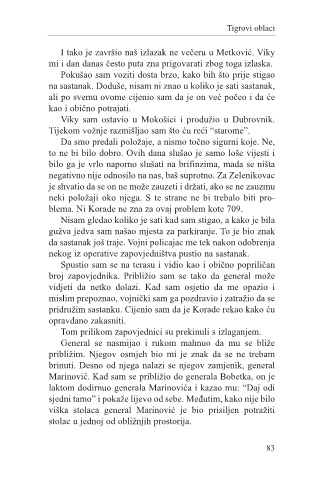 Tigrovi oblaci
I tako je završio naš izlazak ne večeru u Metković. Viky
mi i dan danas često puta zna prigovarati zbog toga izlaska.
Pokušao sam voziti dosta brzo, kako bih što prije stigao
na sastanak. Doduše, nisam ni znao u koliko je sati sastanak,
ali po svemu ovome cijenio sam da je on već počeo i da će
kao i obično potrajati.
Viky sam ostavio u Mokošici i produžio u Dubrovnik.
Tijekom vožnje razmišljao sam što ću reći “starome”.
Da smo predali položaje, a nismo točno sigurni koje. Ne,
to ne bi bilo dobro. Ovih dana slušao je samo loše vijesti i
bilo ga je vrlo naporno slušati na brifinzima, mada se ništa
negativno nije odnosilo na nas, baš suprotno. Za Zelenikovac
je shvatio da se on ne može zauzeti i držati, ako se ne zauzmu
neki položaji oko njega. S te strane ne bi trebalo biti pro-
blema. Ni Korade ne zna za ovaj problem kote 709.
Nisam gledao koliko je sati kad sam stigao, a kako je bila
gužva jedva sam našao mjesta za parkiranje. To je bio znak
da sastanak još traje. Vojni policajac me tek nakon odobrenja
nekog iz operative zapovjedništva pustio na sastanak.
Spustio sam se na terasu i vidio kao i obično popriličan
broj zapovjednika. Približio sam se tako da general može
vidjeti da netko dolazi. Kad sam osjetio da me opazio i
mislim prepoznao, vojnički sam ga pozdravio i zatražio da se
pridružim sastanku. Cijenio sam da je Korade rekao kako ću
opravdano zakasniti.
Tom prilikom zapovjednici su prekinuli s izlaganjem.
General se nasmijao i rukom mahnuo da mu se bliže
približim. Njegov osmjeh bio mi je znak da se ne trebam
brinuti. Desno od njega nalazi se njegov zamjenik, general
Marinović. Kad sam se približio do generala Bobetka, on je
laktom dodirnuo generala Marinovića i kazao mu: “Daj odi
sjedni tamo” i pokaže lijevo od sebe. Međutim, kako nije bilo
viška stolaca general Marinović je bio prisiljen potražiti
stolac u jednoj od obližnjih prostorija.
83